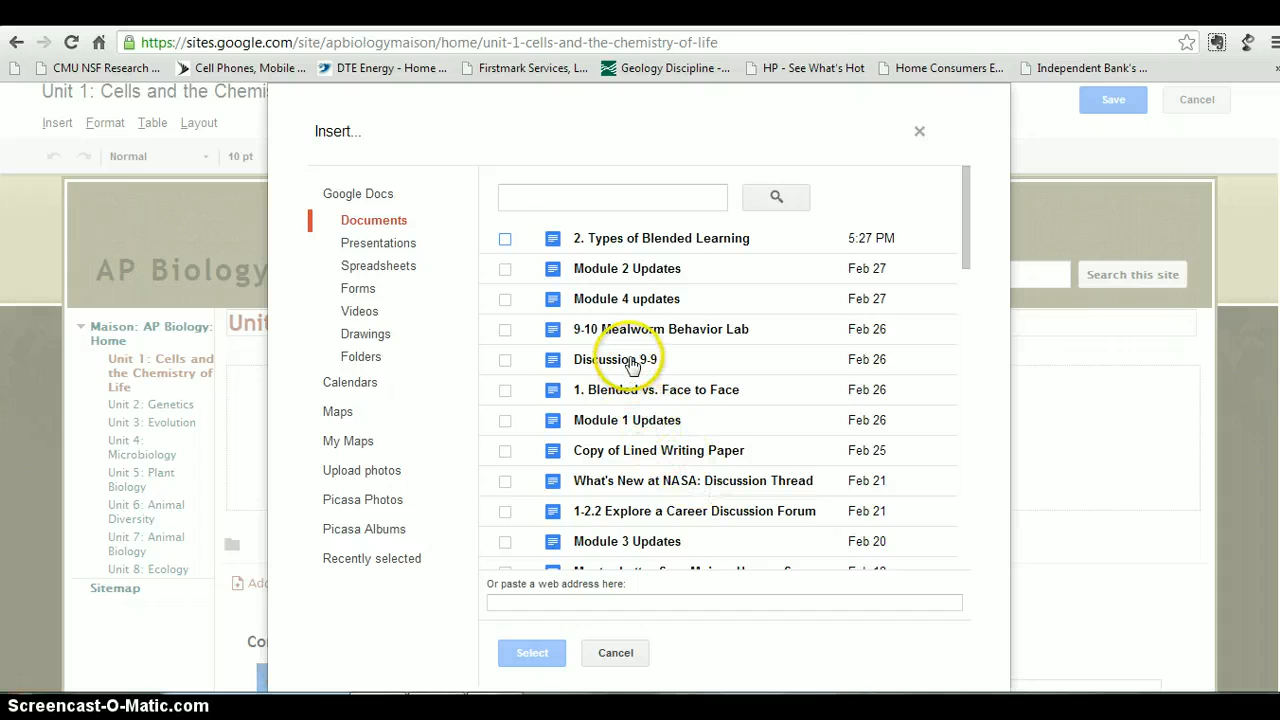 https://sites.google.com/site/apbiologymaison/home/unit-1-cells-and-the-chemistry-of-life
CMU NSF Research ... Cell Phones, Mobile ... DTE Energy - Home ... Firstmark Services, L... Geology Discipline -... HP - See What's Hot Home Consumers E... Independent Bank's ... »
Unit 1: Cells and the Chemis
Save Cancel
Insert Format Table Layout
Normal 10 pt
AP Biology
Search this site
Maison: AP Biology:
Home
Unit 1: Cells and
the Chemistry of
Life
Unit 2: Genetics
Unit 3: Evolution
Unit 4:
Microbiology
Unit 5: Plant
Biology
Unit 6: Animal
Diversity
Unit 7: Animal
Biology
Unit 8: Ecology
Sitemap
Unit
Add
Co
Insert...
Google Docs
Documents
Presentations
Spreadsheets
Forms
Videos
Drawings
Folders
Calendars
Maps
My Maps
Upload photos
Picasa Photos
Picasa Albums
Recently selected
2. Types of Blended Learning 5:27 PM
Module 2 Updates Feb 27
Module 4 updates Feb 27
9-10 Mealworm Behavior Lab Feb 26
Discussion 9-9 Feb 26
1. Blended vs. Face to Face Feb 26
Module 1 Updates Feb 26
Copy of Lined Writing Paper Feb 25
What's New at NASA: Discussion Thread Feb 21
1-2.2 Explore a Career Discussion Forum Feb 21
Module 3 Updates Feb 20
Or paste a web address here:
Select Cancel
Screencast-O-Matic.com